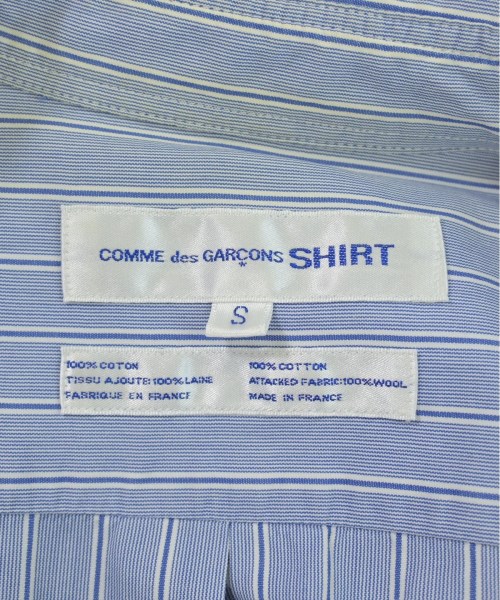 COMME des GARÇONS SHIRT
S
100% COTON
TISSU AJOUTE:100% LAINE
FABRIQUE EN FRANCE
100% COTTON
ATTACHED FABRIC:100% WOOL
MADE IN FRANCE